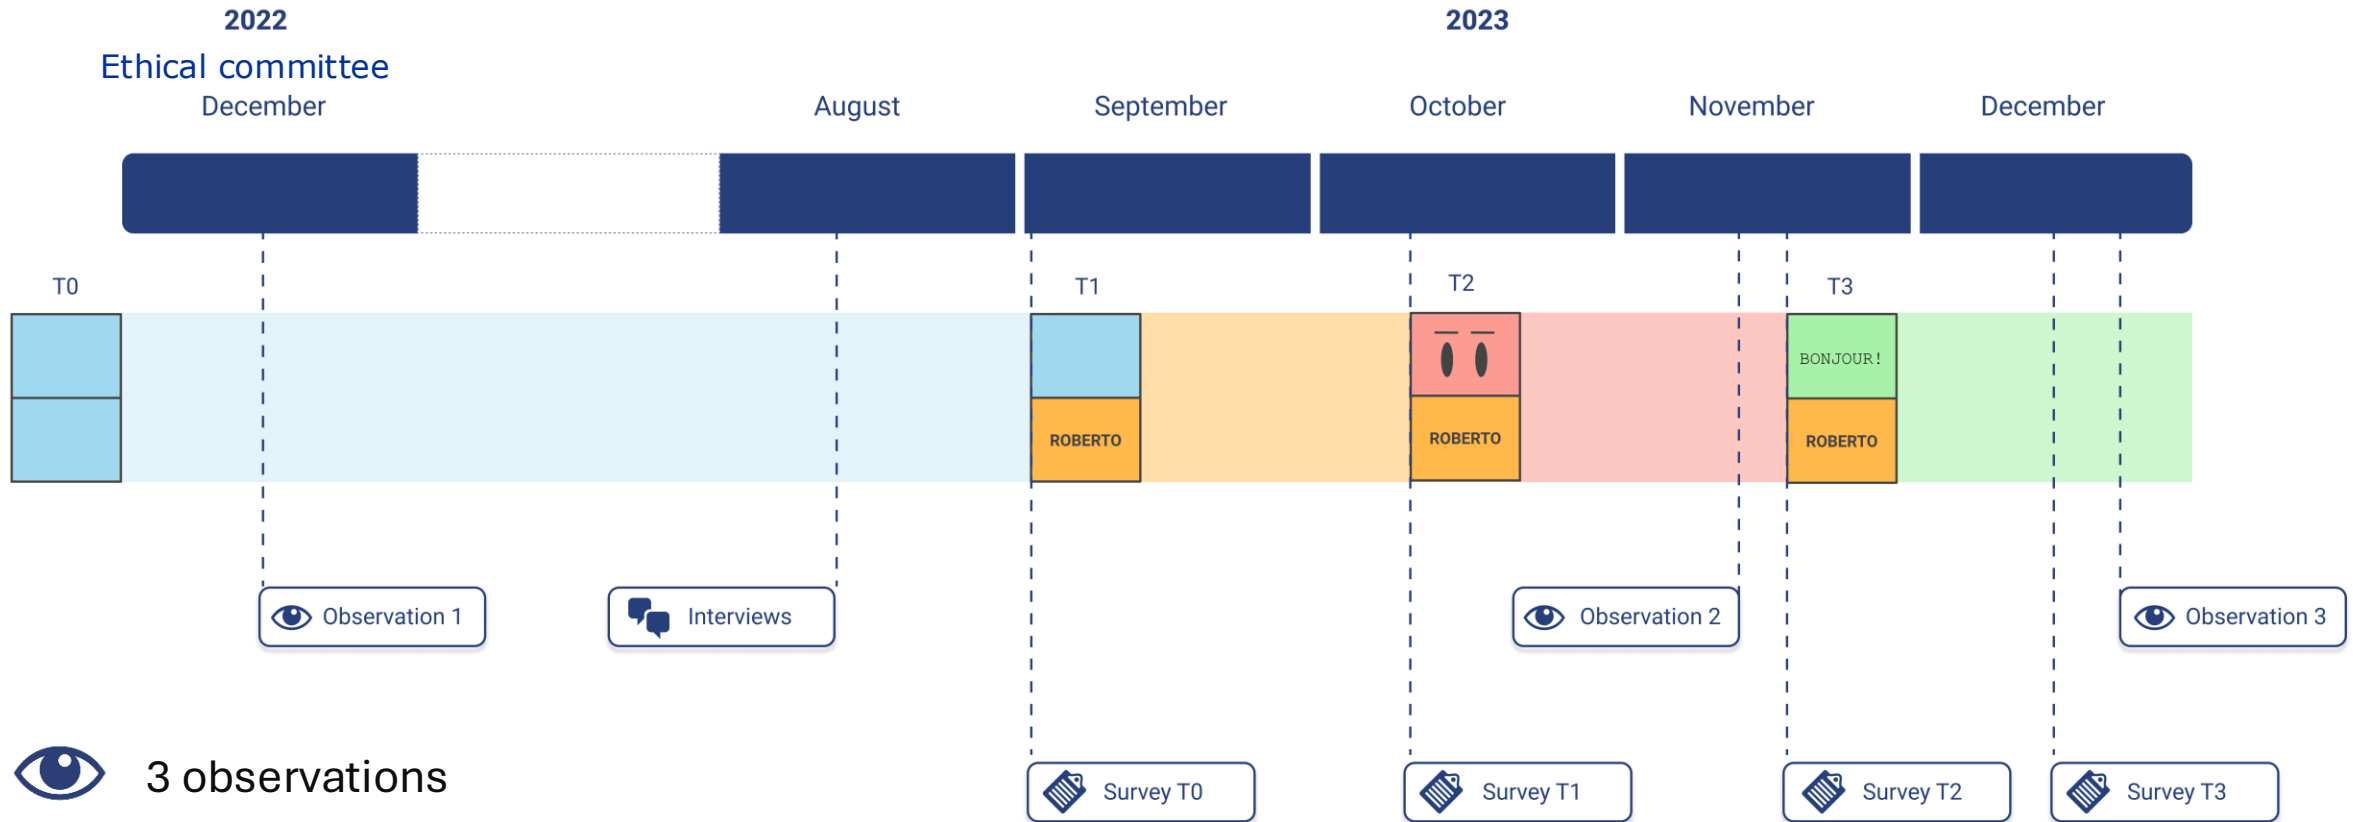 2022
2023
Ethical committee
December
August
September
October
November
December
T0
T1
T2
T3
BONJOUR!
ROBERTO
ROBERTO
ROBERTO
Observation 1
Interviews
Observation 2
Observation 3
3 observations
Survey T0
Survey T1
Survey T2
Survey T3